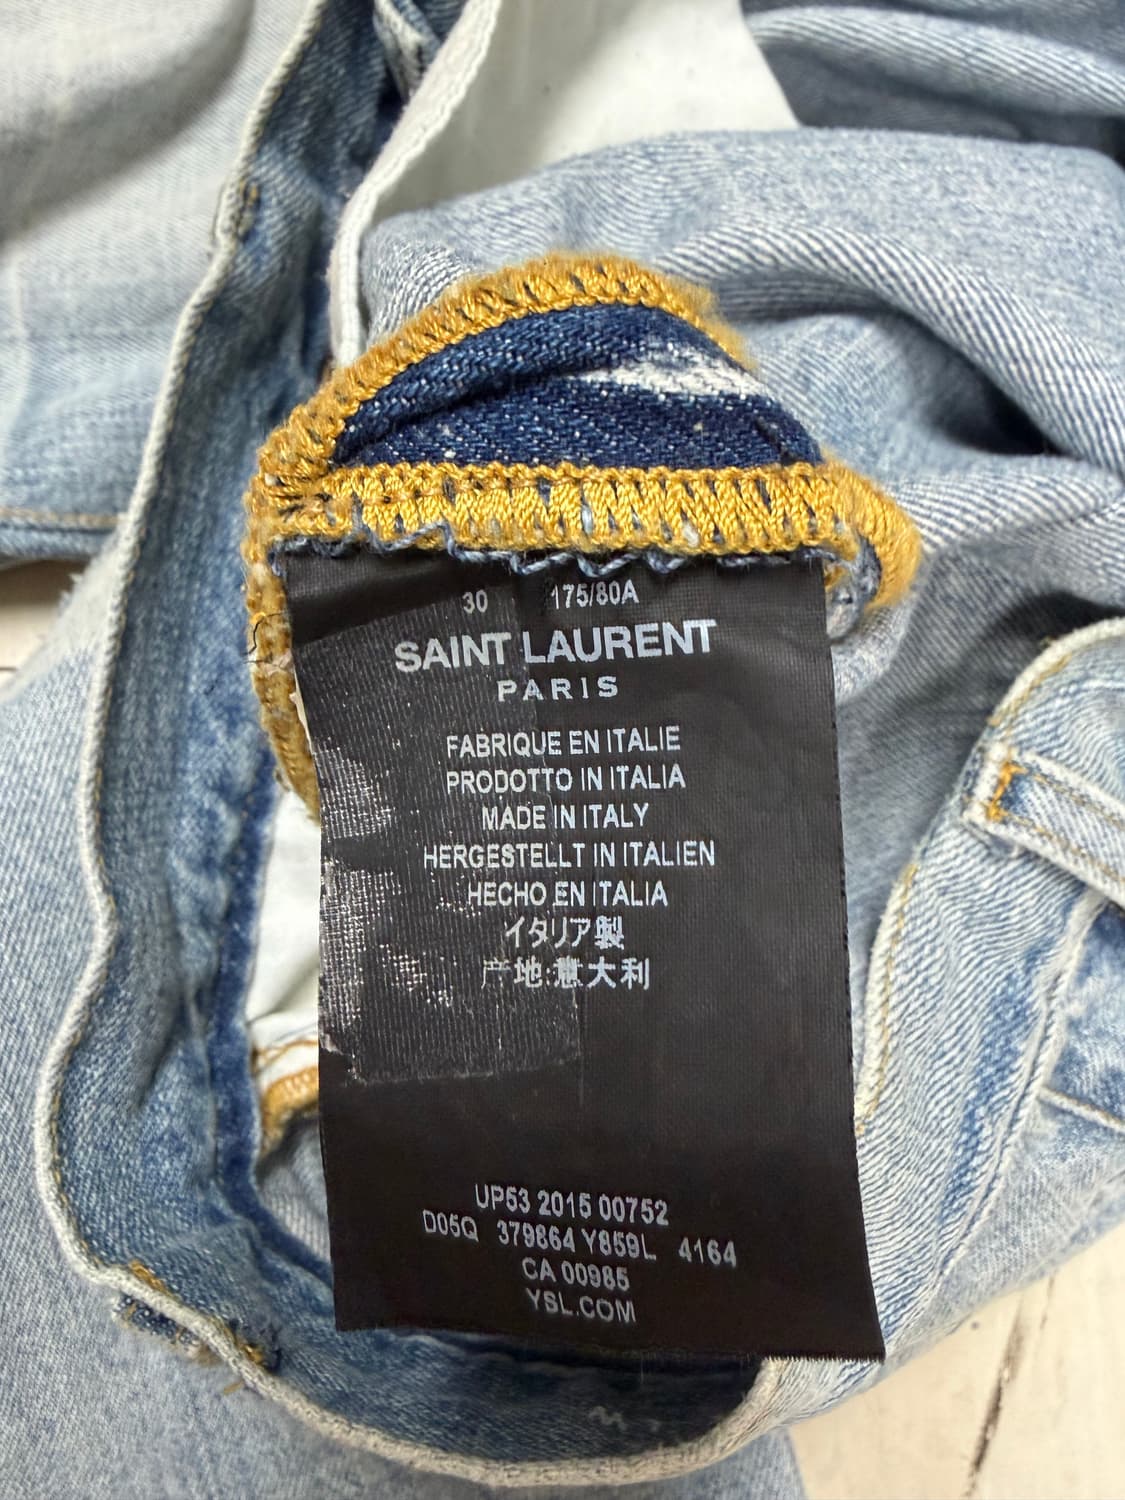 30 175/80A
SAINT LAURENT
PARIS
FABRIQUE EN ITALIE
PRODOTTO IN ITALIA
MADE IN ITALY
HERGESTELLT IN ITALIEN
HECHO EN ITALIA
イタリア製
产地:意大利
UP53 2015 00752
D05Q 379864 Y859L 4164
CA 00985
YSL.COM